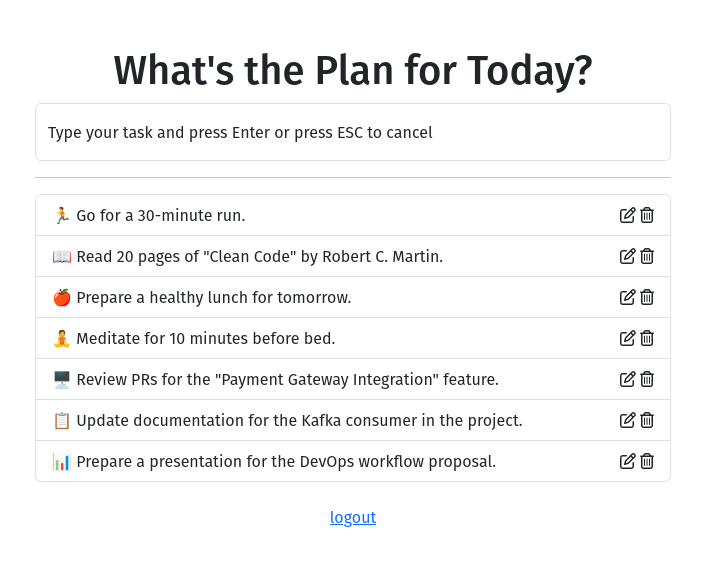 What's the Plan for Today?
Type your task and press Enter or press ESC to cancel
🏃 Go for a 30-minute run.
📖 Read 20 pages of "Clean Code" by Robert C. Martin.
🍎 Prepare a healthy lunch for tomorrow.
🧘 Meditate for 10 minutes before bed.
🖥️ Review PRs for the "Payment Gateway Integration" feature.
📋 Update documentation for the Kafka consumer in the project.
📊 Prepare a presentation for the DevOps workflow proposal.
logout